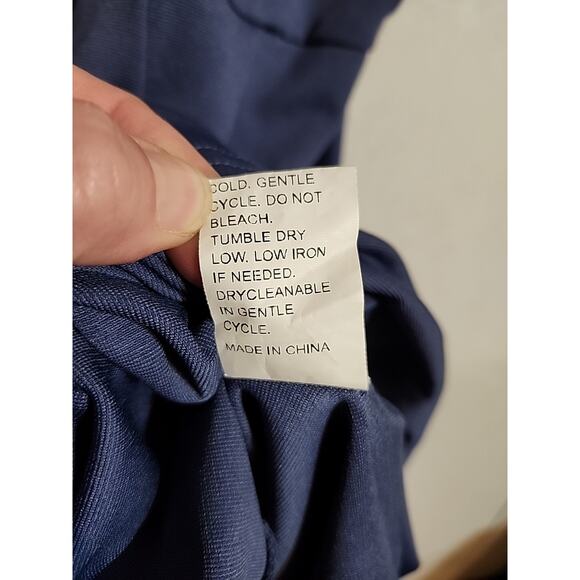 COLD. GENTLE
CYCLE. DO NOT
BLEACH.
TUMBLE DRY
LOW. LOW IRON
IF NEEDED.
DRYCLEANABLE
IN GENTLE
CYCLE.
MADE IN CHINA